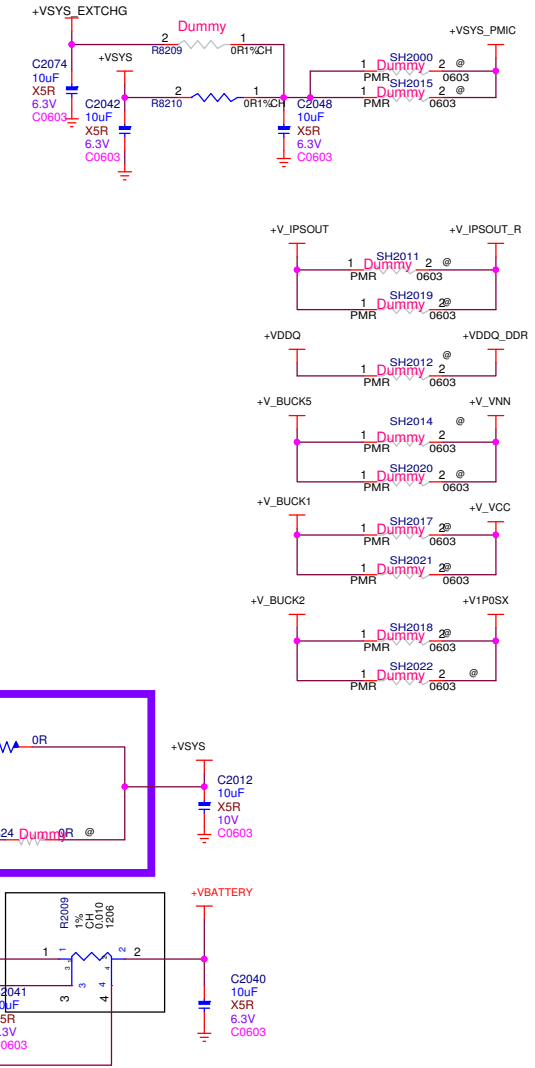 +VSYS_EXTCHG
Dummy
2 1
R8209 0R1%CH
+VSYS_PMIC
+VSYS
C2074
10uF
X5R
6.3V
C0603
SH2000
1 2 @
PMR Dummy 0603
SH2015
1 2 @
PMR Dummy 0603
2 1
R8210 0R1%CH
C2042
10uF
X5R
6.3V
C0603
C2048
10uF
X5R
6.3V
C0603
+V_IPSOUT +V_IPSOUT_R
SH2011
1 Dummy 2 @
PMR 0603
SH2019
1 Dummy 2 @
PMR 0603
+VDDQ +VDDQ_DDR
@
SH2012
1 Dummy 2
PMR 0603
+V_BUCK5 +V_VNN
SH2014 @
1 Dummy 2
PMR 0603
SH2020
1 Dummy 2 @
PMR 0603
+V_BUCK1 +V_VCC
SH2017
1 Dummy 2 @
PMR 0603
SH2021
1 Dummy 2 @
PMR 0603
+V_BUCK2 +V1P0SX
SH2018
1 Dummy 2 @
PMR 0603
SH2022
1 Dummy 2 @
PMR 0603
0R
+VSYS
C2012
10uF
X5R
10V
C0603
24 Dummy 0R @
+VBATTERY
R2009
1%
CH
0.010
1206
1 1 2 2
3 4
3 3 4 4
2041
0uF
5R
.3V
0603
C2040
10uF
X5R
6.3V
C0603